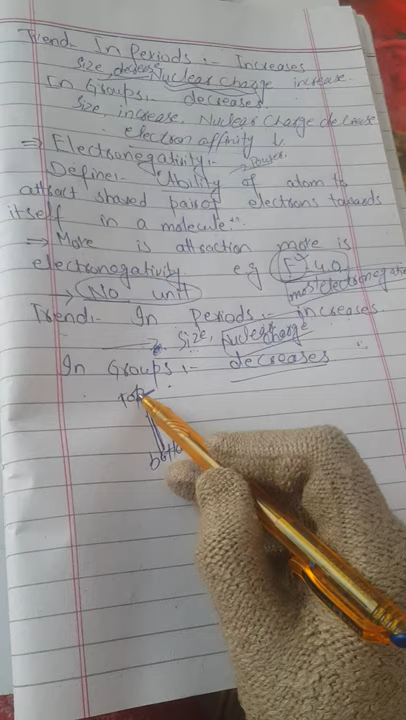 Trend- In Periods :- Increases
Size, decrease Nuclear Charge increase.
In Groups:- decreases.
Size, increase, Nuclear Charge decrease
electron affinity ↓
⇒ Electronegativity:-
Define:- Ability → Power. of atom to
attract shared pair of electrons towards
itself in a molecule.
⇒ More is attraction more is
electronegativity. e.g F 4.0
→ No unit most electronegative
Trend:- In Periods :- increases.
→ Size, Nuclear charge
In Groups :- decreases
top
botto